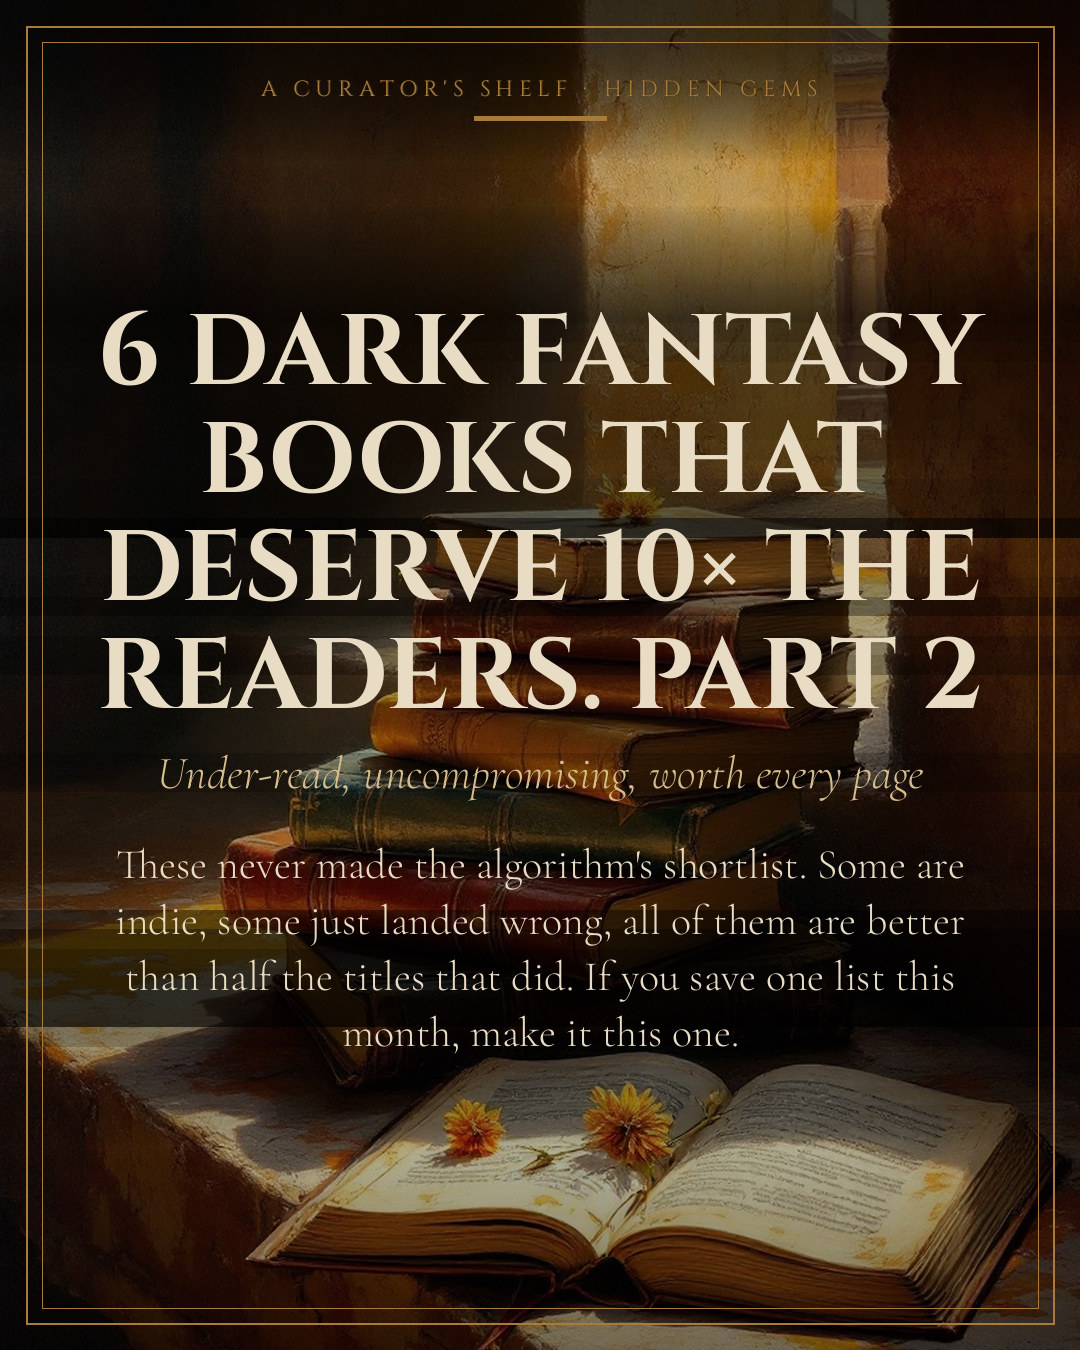 A CURATOR'S SHELF · HIDDEN GEMS
6 DARK FANTASY
BOOKS THAT
DESERVE 10× THE
READERS. PART 2
Under-read, uncompromising, worth every page
These never made the algorithm's shortlist. Some are
indie, some just landed wrong, all of them are better
than half the titles that did. If you save one list this
month, make it this one.